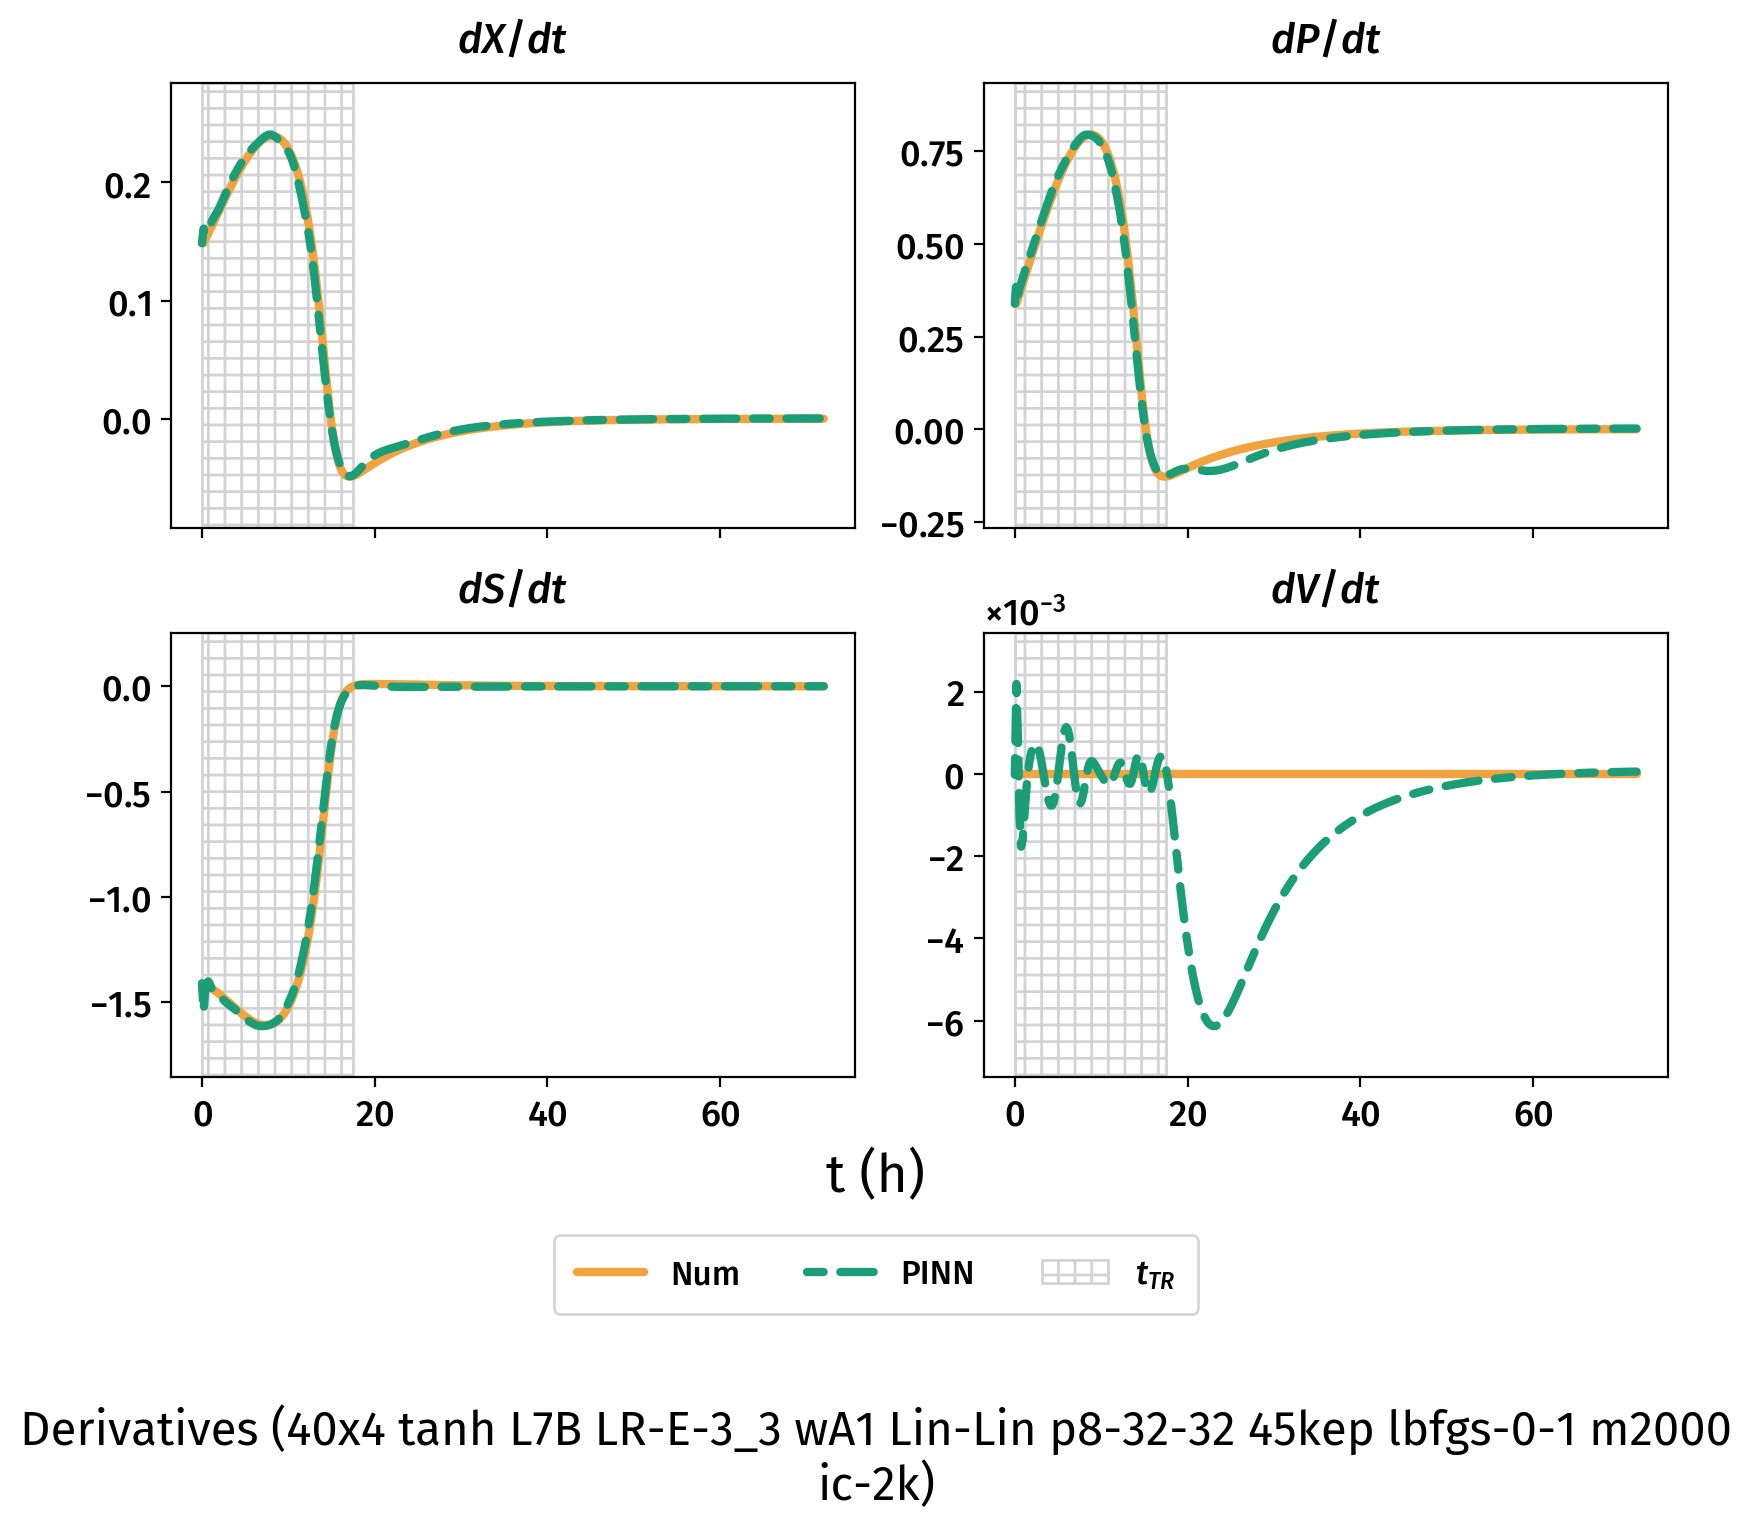 dX/dt
dP/dt
0.2
0.1
0.0
0.75
0.50
0.25
0.00
−0.25
dS/dt
dV/dt
×10⁻³
0.0
−0.5
−1.0
−1.5
2
0
−2
−4
−6
0 20 40 60
0 20 40 60
t (h)
Num PINN t_TR
Derivatives (40x4 tanh L7B LR-E-3_3 wA1 Lin-Lin p8-32-32 45kep lbfgs-0-1 m2000
ic-2k)